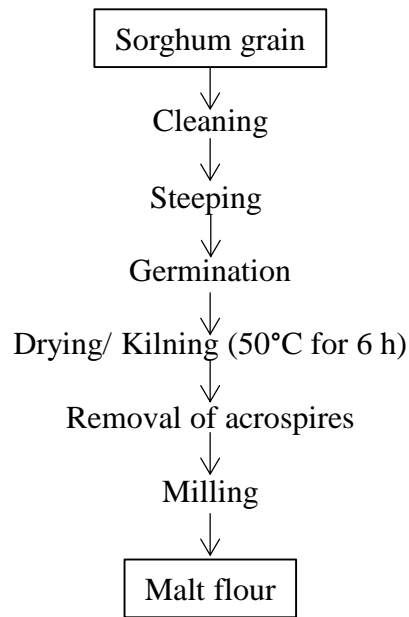 Sorghum grain
Cleaning
Steeping
Germination
Drying/ Kilning (50°C for 6 h)
Removal of acrospires
Milling
Malt flour